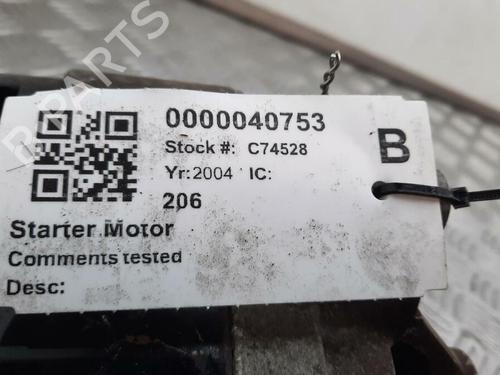 0000040753
Stock #: C74528
B
Yr:2004 IC:
206
Starter Motor
Comments tested
Desc:
B-PARTS